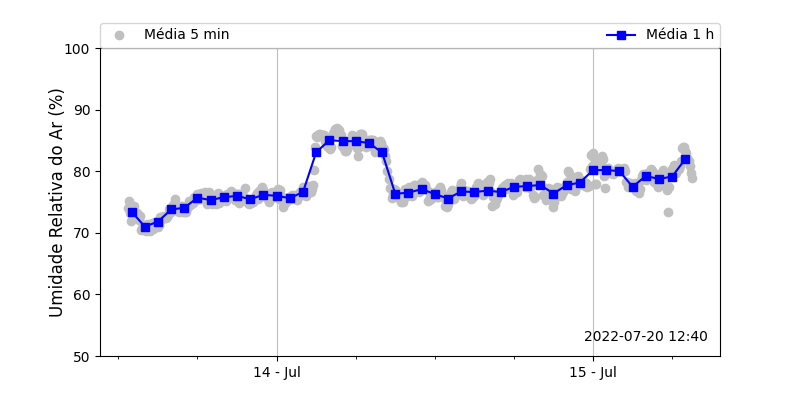 Média 5 min
Média 1 h
100
90
80
70
60
50
Umidade Relativa do Ar (%)
2022-07-20 12:40
14 - Jul
15 - Jul